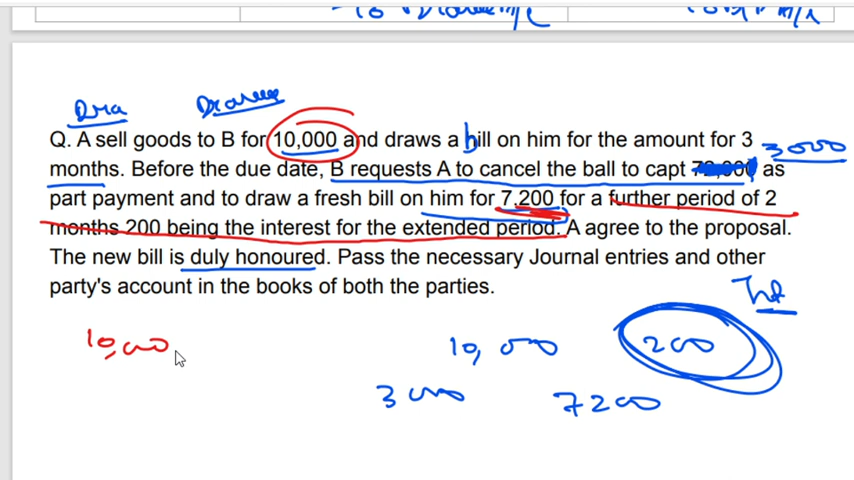 Dra Drawee
Q. A sell goods to B for 10,000 and draws a bill on him for the amount for 3
3000
months. Before the due date, B requests A to cancel the ball to capt as
part payment and to draw a fresh bill on him for 7.200 for a further period of 2
months 200 being the interest for the extended period. A agree to the proposal.
The new bill is duly honoured. Pass the necessary Journal entries and other
party's account in the books of both the parties.
Int
10,000 10,000 200
3000 7200